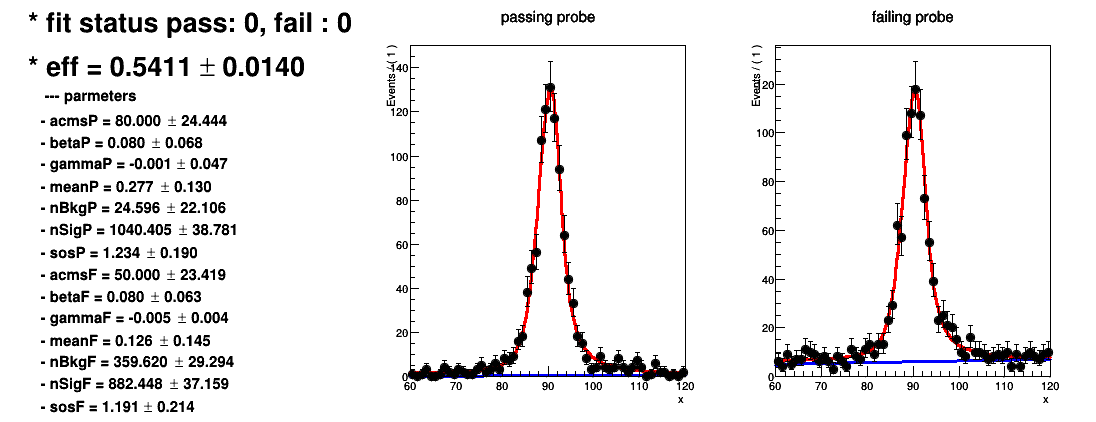 * fit status pass: 0, fail : 0
* eff = 0.5411 ± 0.0140
--- parmeters
- acmsP = 80.000 ± 24.444
- betaP = 0.080 ± 0.068
- gammaP = -0.001 ± 0.047
- meanP = 0.277 ± 0.130
- nBkgP = 24.596 ± 22.106
- nSigP = 1040.405 ± 38.781
- sosP = 1.234 ± 0.190
- acmsF = 50.000 ± 23.419
- betaF = 0.080 ± 0.063
- gammaF = -0.005 ± 0.004
- meanF = 0.126 ± 0.145
- nBkgF = 359.620 ± 29.294
- nSigF = 882.448 ± 37.159
- sosF = 1.191 ± 0.214
passing probe
Events / ( 1 )
140
120
100
80
60
40
20
0
60 70 80 90 100 110 120
x
failing probe
Events / ( 1 )
120
100
80
60
40
20
0
60 70 80 90 100 110 120
x